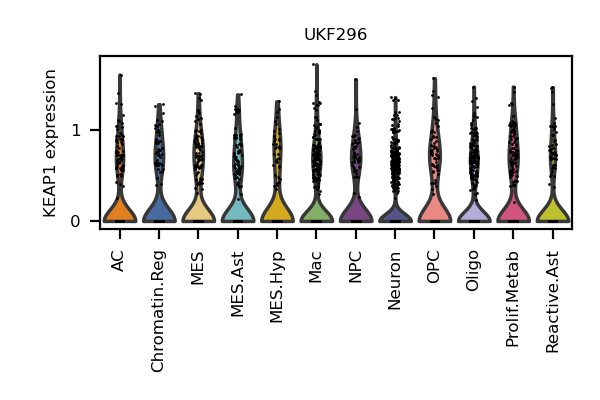 UKF296
KEAP1 expression
1
0
AC
Chromatin.Reg
MES
MES.Ast
MES.Hyp
Mac
NPC
Neuron
OPC
Oligo
Prolif.Metab
Reactive.Ast